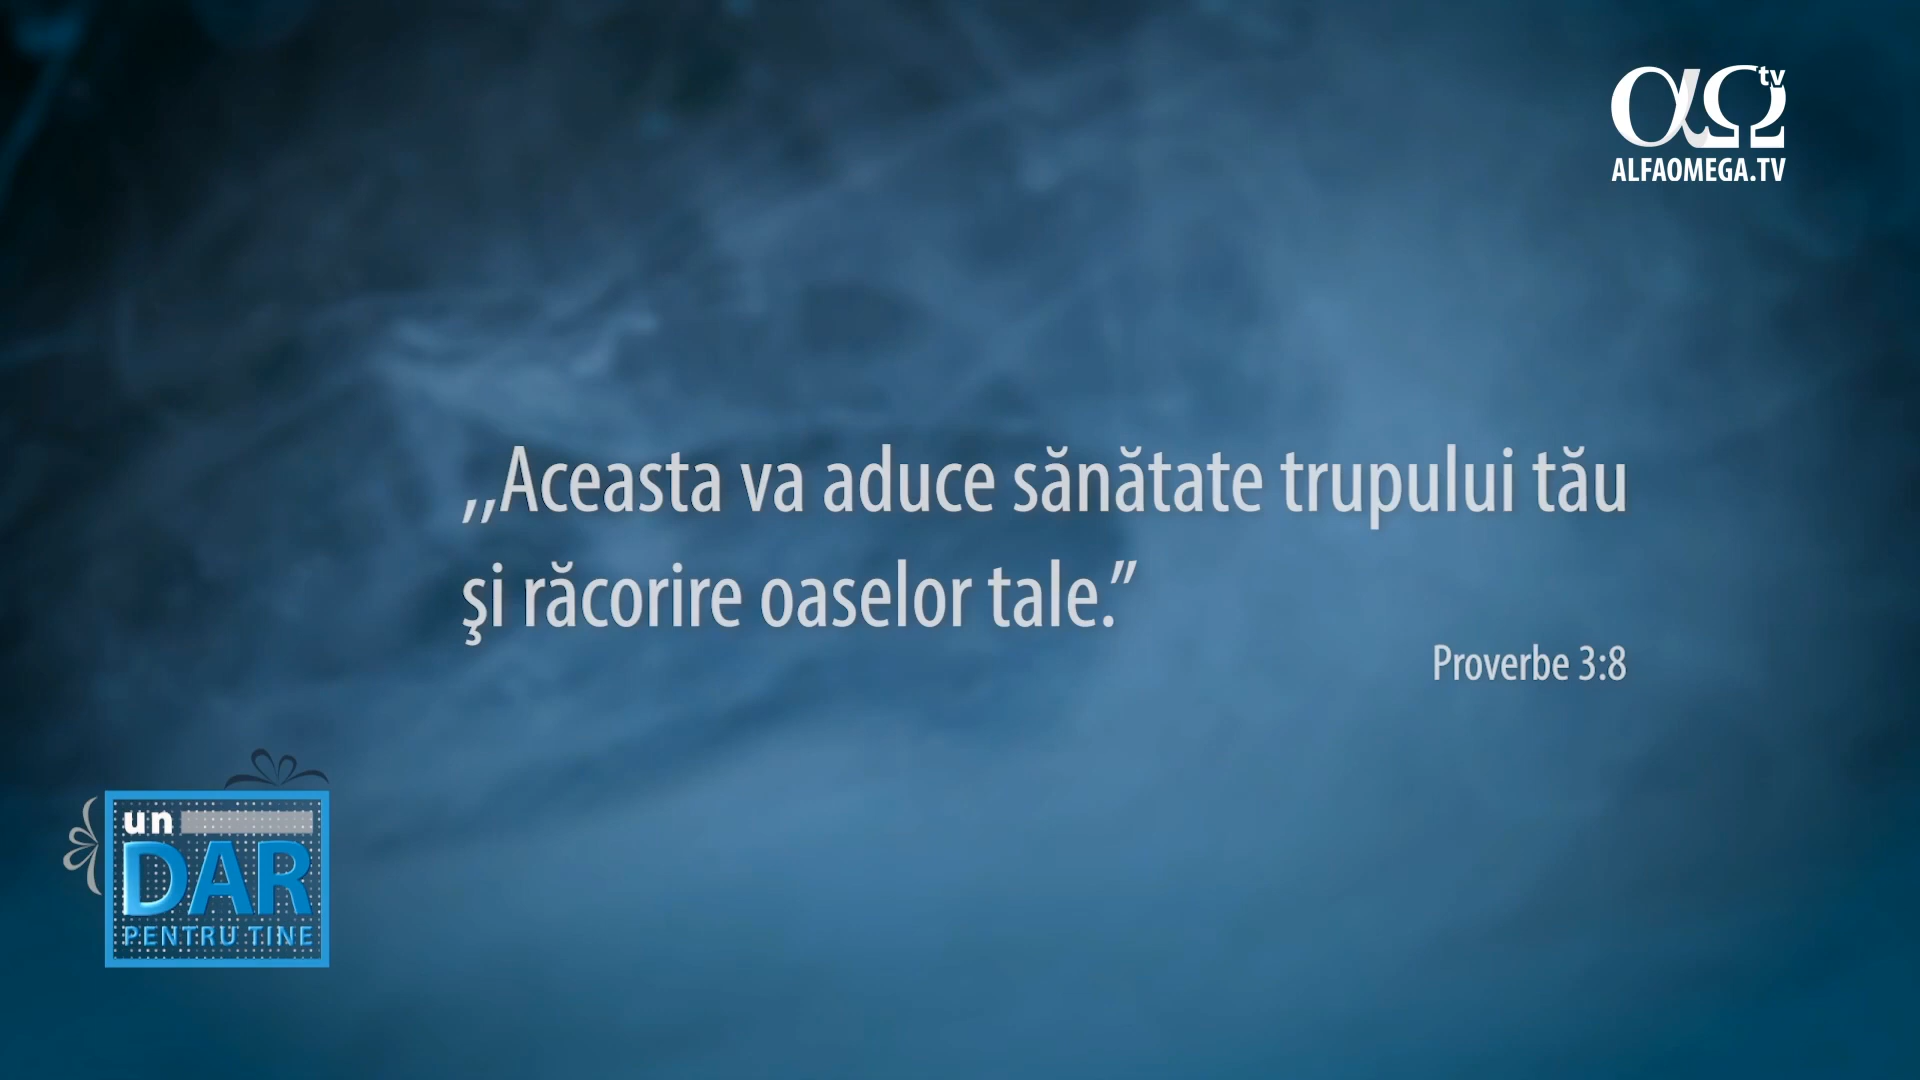 tv
ALFAOMEGA.TV
,,Aceasta va aduce sănătate trupului tău
şi răcorire oaselor tale.”
Proverbe 3:8
un
DAR
PENTRU TINE